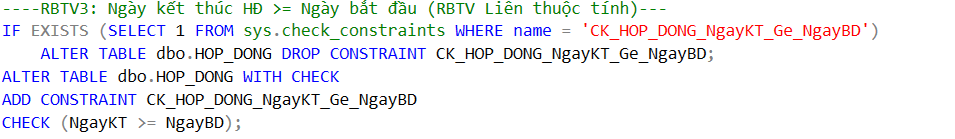 ----RBTV3: Ngày kết thúc HĐ >= Ngày bắt đầu (RBTV Liên thuộc tính)---
IF EXISTS (SELECT 1 FROM sys.check_constraints WHERE name = 'CK_HOP_DONG_NgayKT_Ge_NgayBD')
    ALTER TABLE dbo.HOP_DONG DROP CONSTRAINT CK_HOP_DONG_NgayKT_Ge_NgayBD;
ALTER TABLE dbo.HOP_DONG WITH CHECK
ADD CONSTRAINT CK_HOP_DONG_NgayKT_Ge_NgayBD
CHECK (NgayKT >= NgayBD);